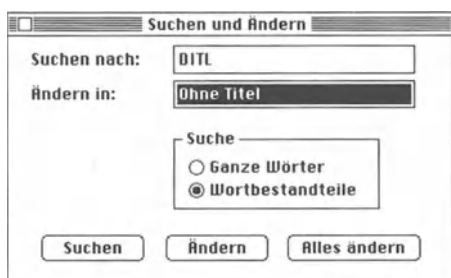 Suchen und Ändern
Suchen nach: DITL
Ändern in: Ohne Titel
Suche
Ganze Wörter
Wortbestandteile
Suchen Ändern Alles ändern